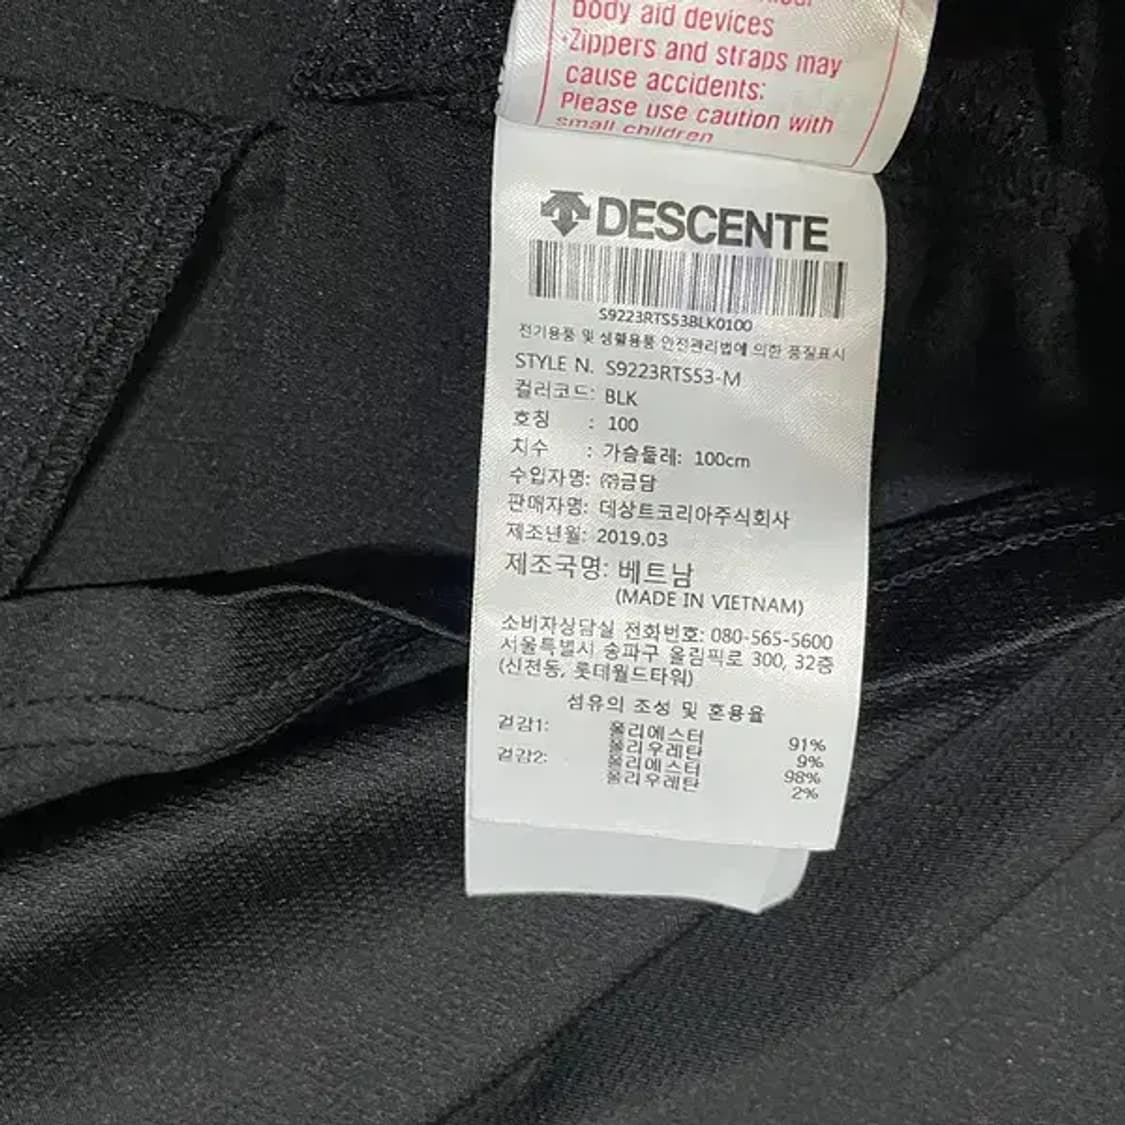 body aid devices
·Zippers and straps may
cause accidents:
Please use caution with
small children
DESCENTE
S9223RTS53BLK0100
전기용품 및 생활용품 안전관리법에 의한 품질표시
STYLE N. S9223RTS53-M
컬러코드: BLK
호칭 : 100
치수 : 가슴둘레: 100cm
수입자명: ㈜금담
판매자명: 데상트코리아주식회사
제조년월: 2019.03
제조국명: 베트남
(MADE IN VIETNAM)
소비자상담실 전화번호: 080-565-5600
서울특별시 송파구 올림픽로 300, 32층
(신천동, 롯데월드타워)
섬유의 조성 및 혼용율
겉감1: 폴리에스터 91%
폴리우레탄 9%
겉감2: 폴리에스터 98%
폴리우레탄 2%